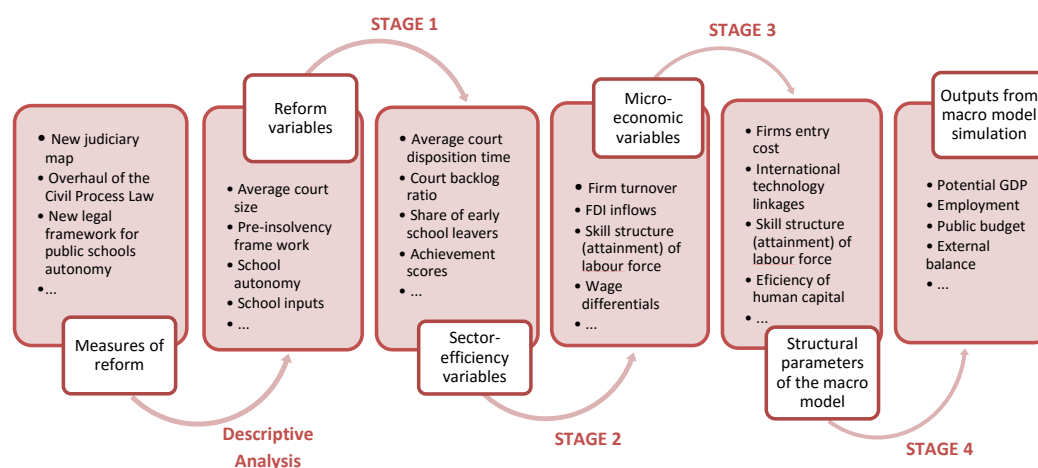 STAGE 1
STAGE 3
Reform
variables
Micro-
economic
variables
Outputs from
macro model
simulation
• New judiciary
map
• Overhaul of the
Civil Process Law
• New legal
framework for
public schools
autonomy
• ...
Measures of
reform
• Average court
size
• Pre-insolvency
frame work
• School
autonomy
• School inputs
• ...
• Average court
disposition time
• Court backlog
ratio
• Share of early
school leavers
• Achievement
scores
• ...
Sector-
efficiency
variables
• Firm turnover
• FDI inflows
• Skill structure
(attainment) of
labour force
• Wage
differentials
• ...
• Firms entry
cost
• International
technology
linkages
• Skill structure
(attainment) of
labour force
• Eficiency of
human capital
• ...
Structural
parameters
of the macro
model
• Potential GDP
• Employment
• Public budget
• External
balance
• ...
Descriptive
Analysis
STAGE 2
STAGE 4